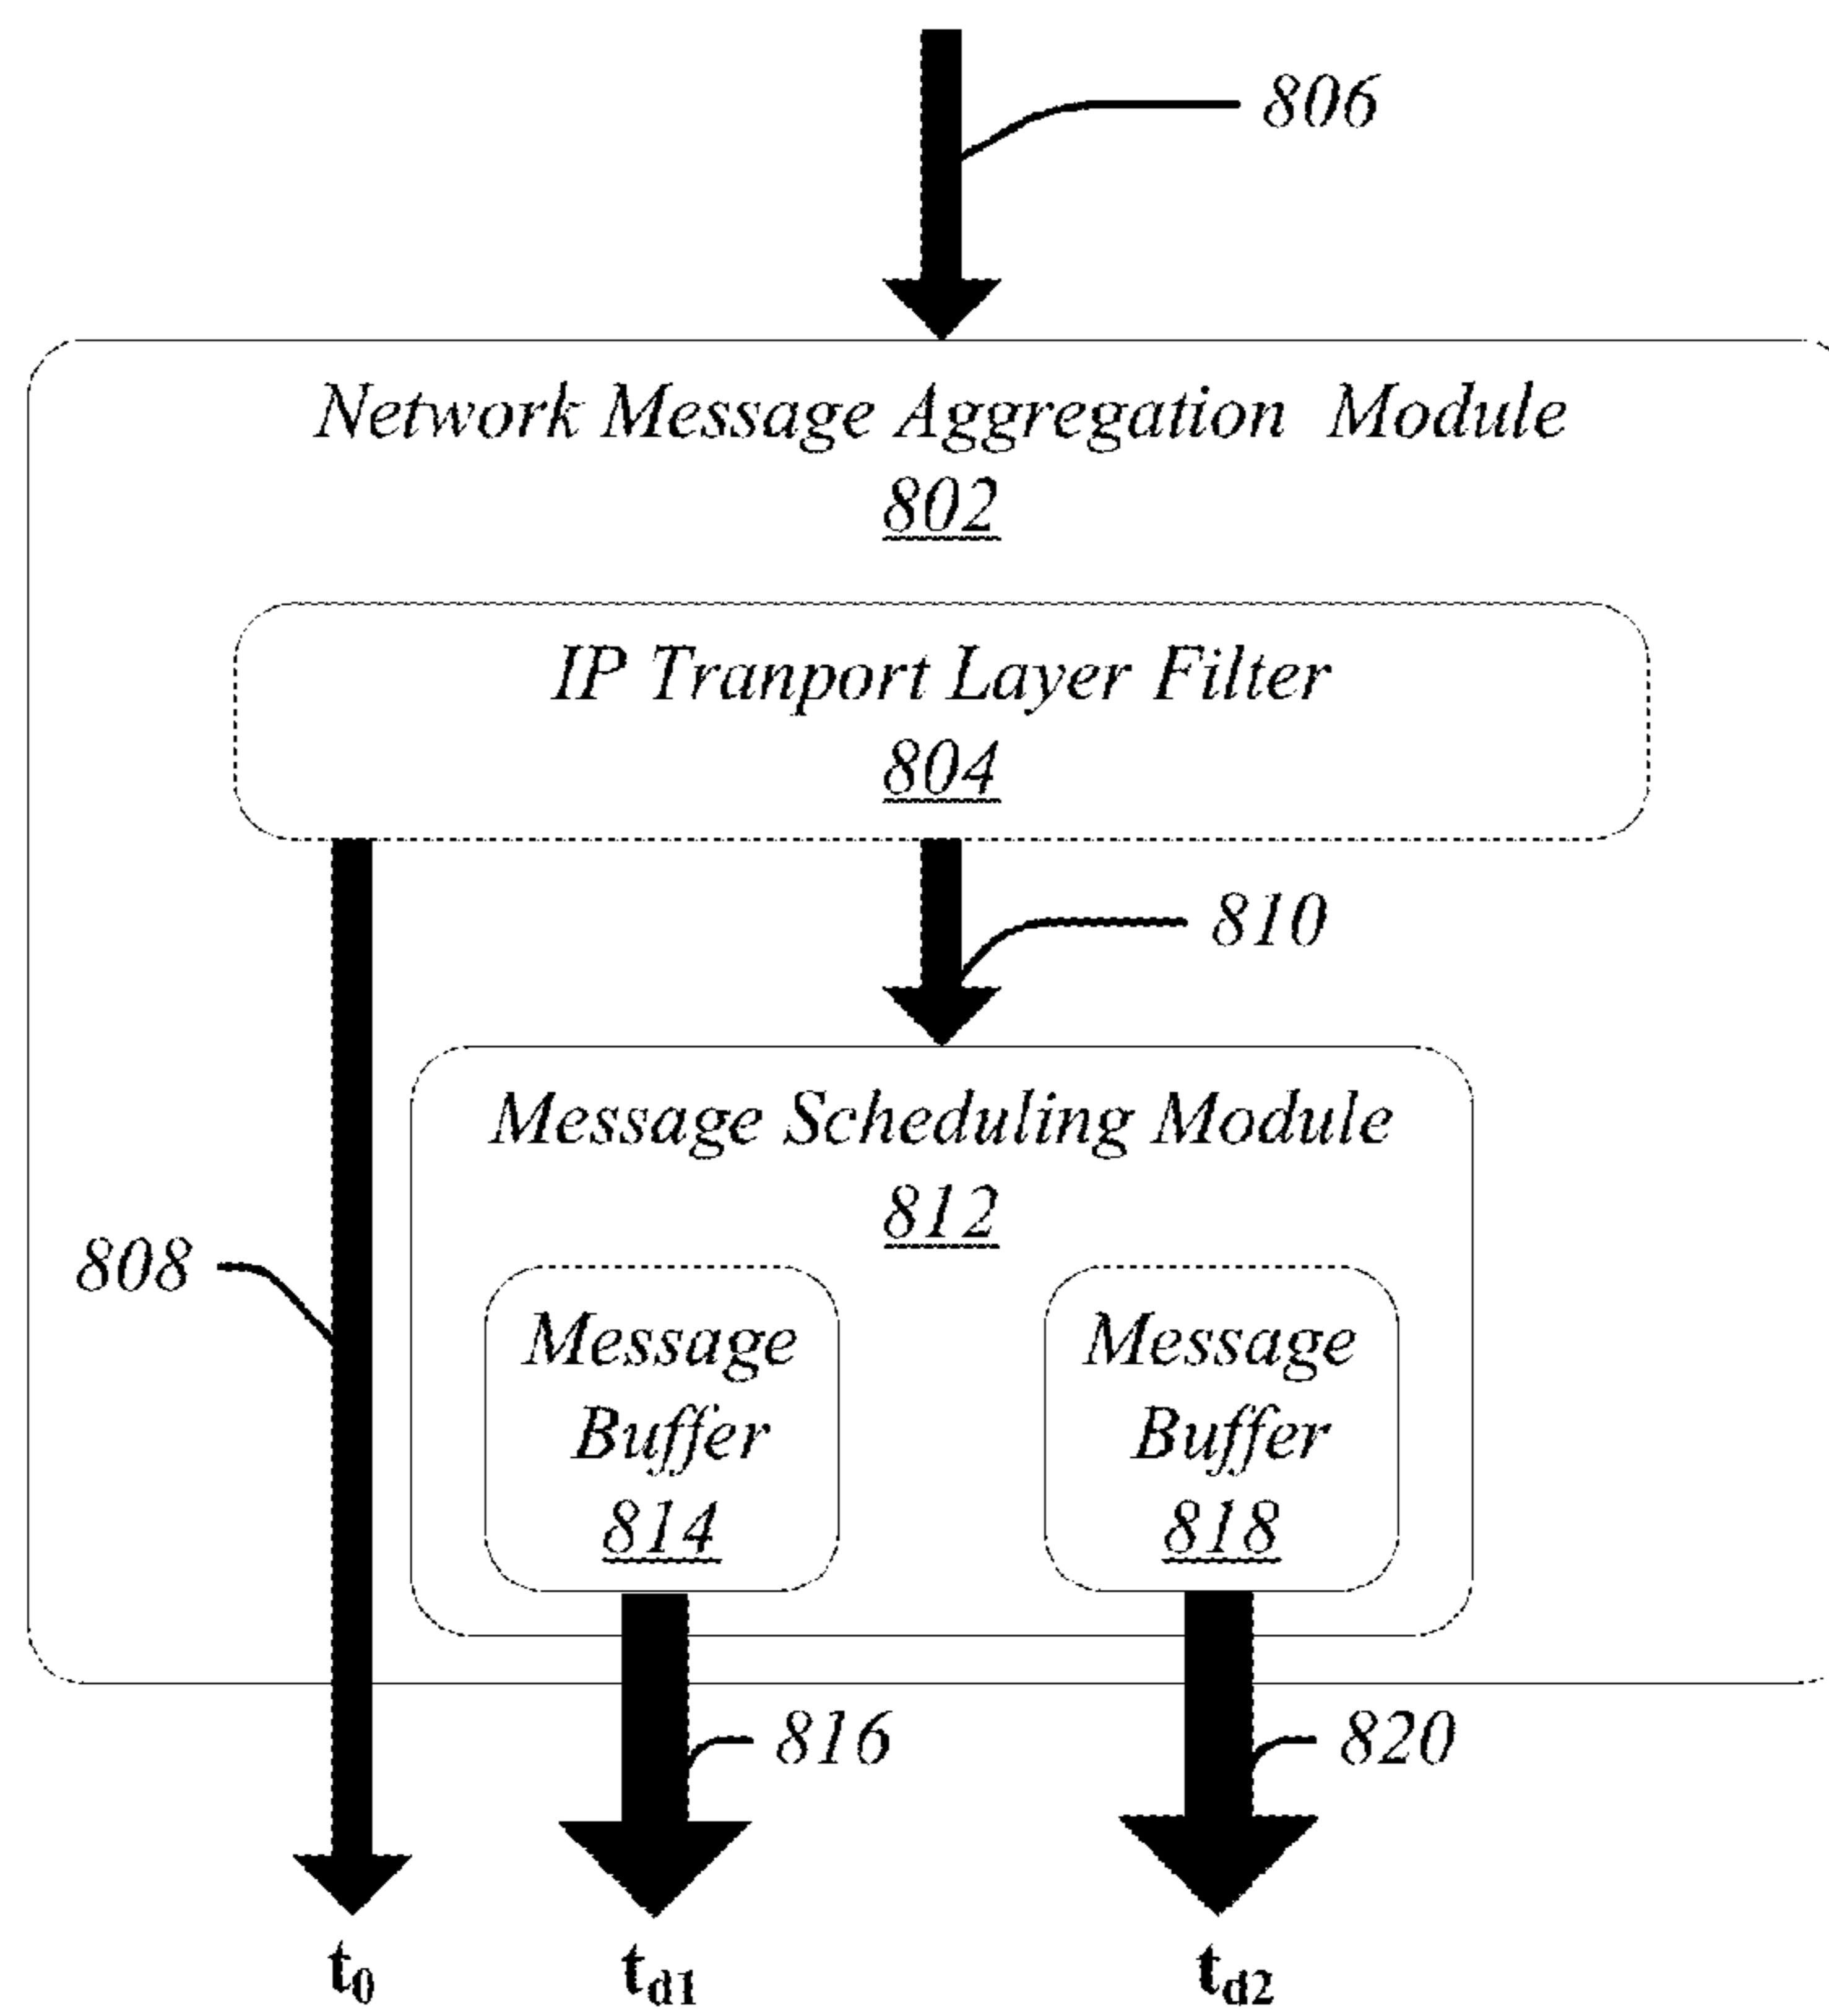 806
Network Message Aggregation Module
802
IP Tranport Layer Filter
804
810
Message Scheduling Module
812
808
Message
Buffer
814
Message
Buffer
818
816
820
t0
td1
td2